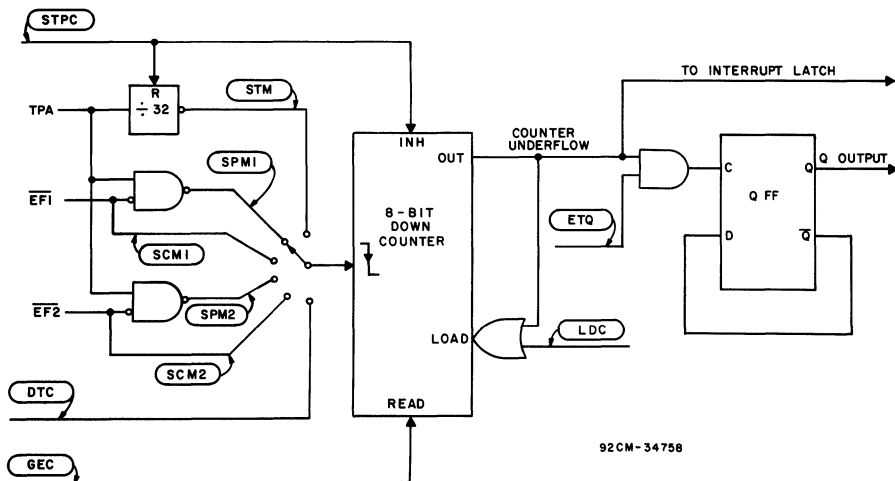 STPC
R
÷ 32
STM
TPA
TO INTERRUPT LATCH
INH
OUT
COUNTER
UNDERFLOW
SPM1
EF1
C
Q
Q OUTPUT
Q FF
8-BIT
DOWN
COUNTER
ETQ
SCM1
D
Q
EF2
SPM2
LOAD
LDC
SCM2
DTC
READ
92CM-34758
GEC